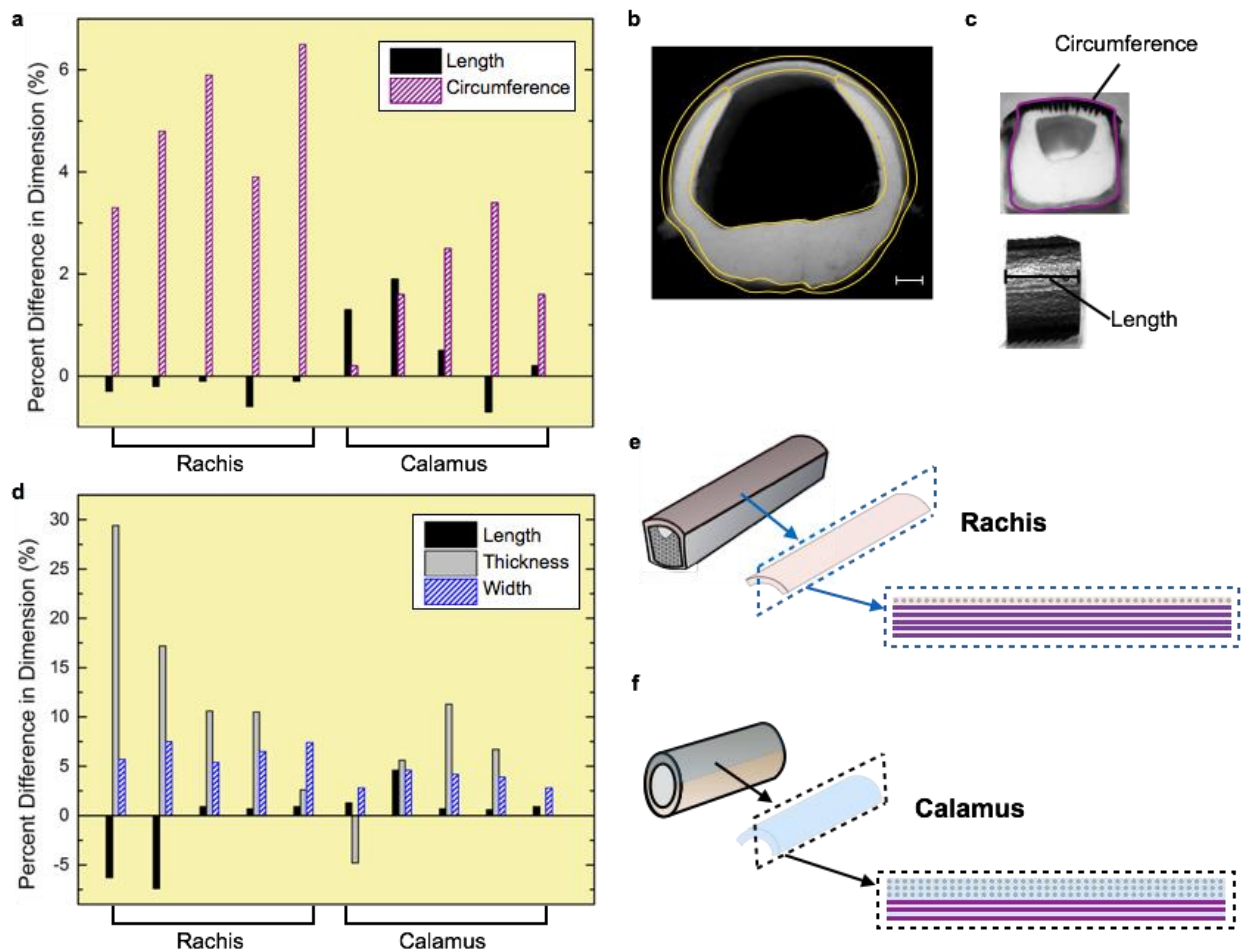 a
Percent Difference in Dimension (%)
6
4
2
0
Length
Circumference
Rachis
Calamus
b
c
Circumference
Length
d
Percent Difference in Dimension (%)
30
25
20
15
10
5
0
-5
Length
Thickness
Width
Rachis
Calamus
e
Rachis
f
Calamus